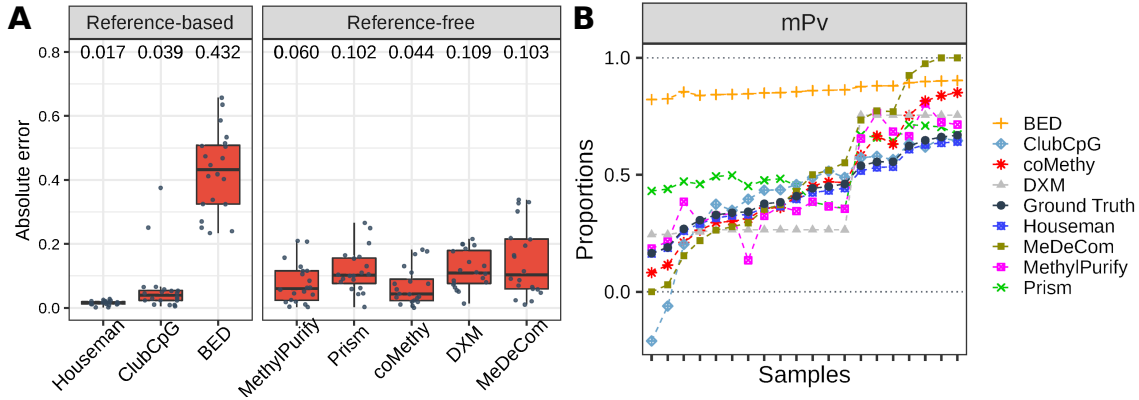 A
Reference-based
Reference-free
0.017 0.039 0.432
0.060 0.102 0.044 0.109 0.103
Absolute error
0.8
0.6
0.4
0.2
0.0
Houseman
ClubCpG
BED
MethylPurify
Prism
coMethy
DXM
MeDeCom
B
mPv
Proportions
1.0
0.5
0.0
Samples
BED
ClubCpG
coMethy
DXM
Ground Truth
Houseman
MeDeCom
MethylPurify
Prism